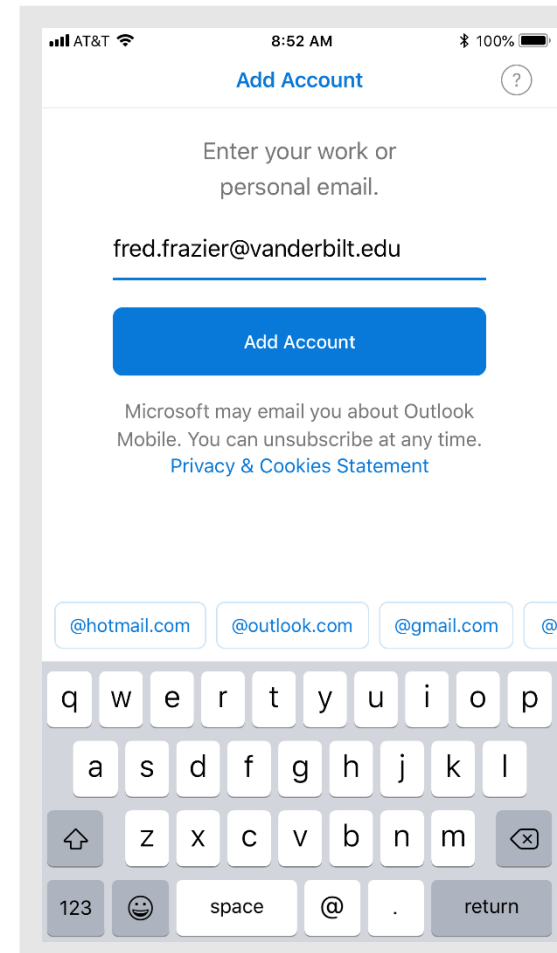 AT&T 8:52 AM 100%
Add Account ?
Enter your work or
personal email.
fred.frazier@vanderbilt.edu
Add Account
Microsoft may email you about Outlook
Mobile. You can unsubscribe at any time.
Privacy & Cookies Statement
@hotmail.com @outlook.com @gmail.com @
q w e r t y u i o p
a s d f g h j k l
z x c v b n m
123 space @ . return